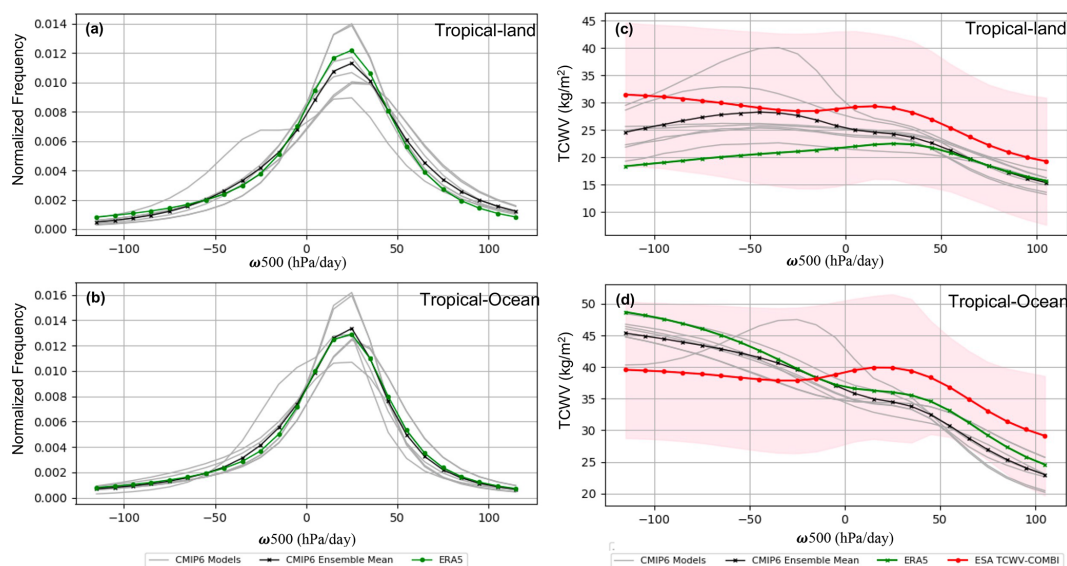 (a)
Tropical-land
Normalized Frequency
0.014
0.012
0.010
0.008
0.006
0.004
0.002
0.000
−100
−50
0
50
100
ω500 (hPa/day)
(c)
Tropical-land
TCWV (kg/m²)
45
40
35
30
25
20
15
10
−100
−50
0
50
100
ω500 (hPa/day)
(b)
Tropical-Ocean
Normalized Frequency
0.016
0.014
0.012
0.010
0.008
0.006
0.004
0.002
0.000
−100
−50
0
50
100
ω500 (hPa/day)
(d)
Tropical-Ocean
TCWV (kg/m²)
50
45
40
35
30
25
20
−100
−50
0
50
100
ω500 (hPa/day)
CMIP6 Models CMIP6 Ensemble Mean ERA5
CMIP6 Models CMIP6 Ensemble Mean ERA5 ESA TCWV-COMBI